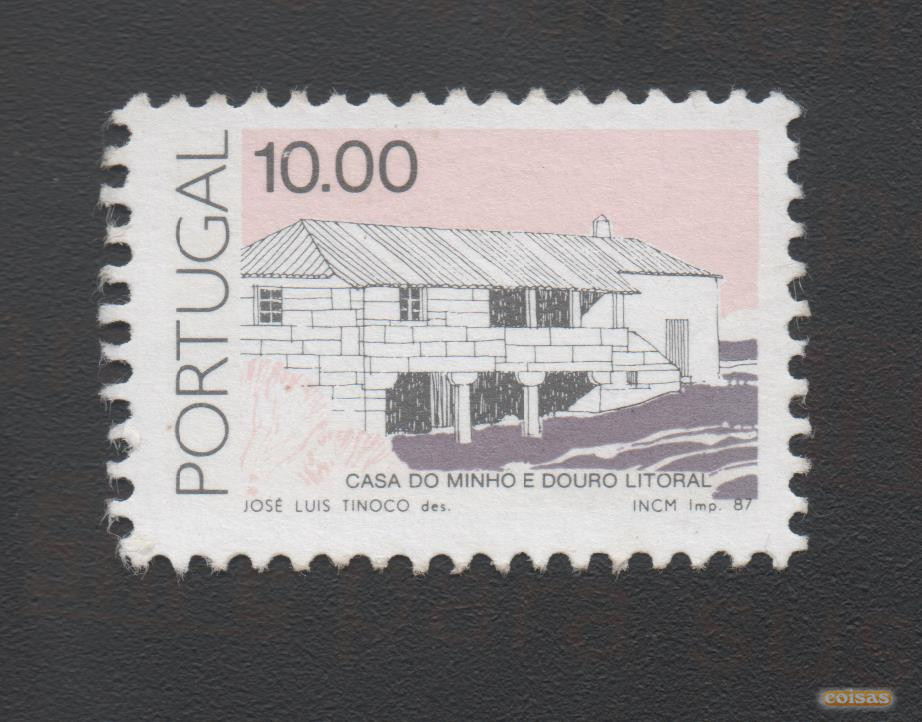 PORTUGAL
10.00
CASA DO MINHO E DOURO LITORAL
JOSÉ LUIS TINOCO des.
INCM Imp. 87
coisas